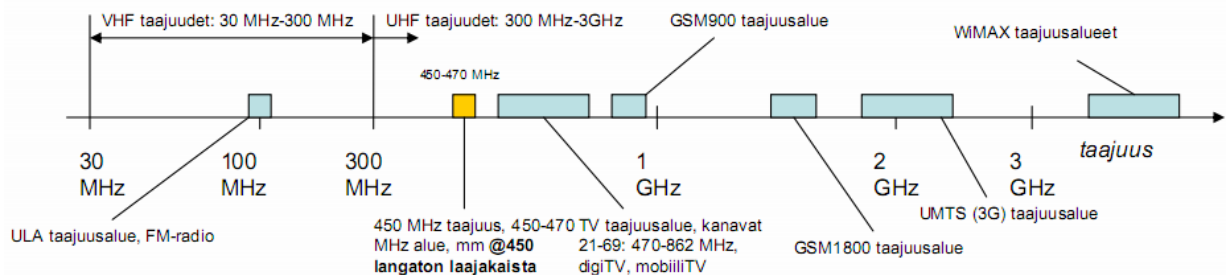 VHF taajuudet: 30 MHz-300 MHz
UHF taajuudet: 300 MHz-3GHz
GSM900 taajuusalue
WiMAX taajuusalueet
450-470 MHz
30
MHz
100
MHz
300
MHz
1
GHz
2
GHz
3
GHz
taajuus
ULA taajuusalue, FM-radio
450 MHz taajuus, 450-470
MHz alue, mm @450
langaton laajakaista
TV taajuusalue, kanavat
21-69: 470-862 MHz,
digiTV, mobiiliTV
GSM1800 taajuusalue
UMTS (3G) taajuusalue